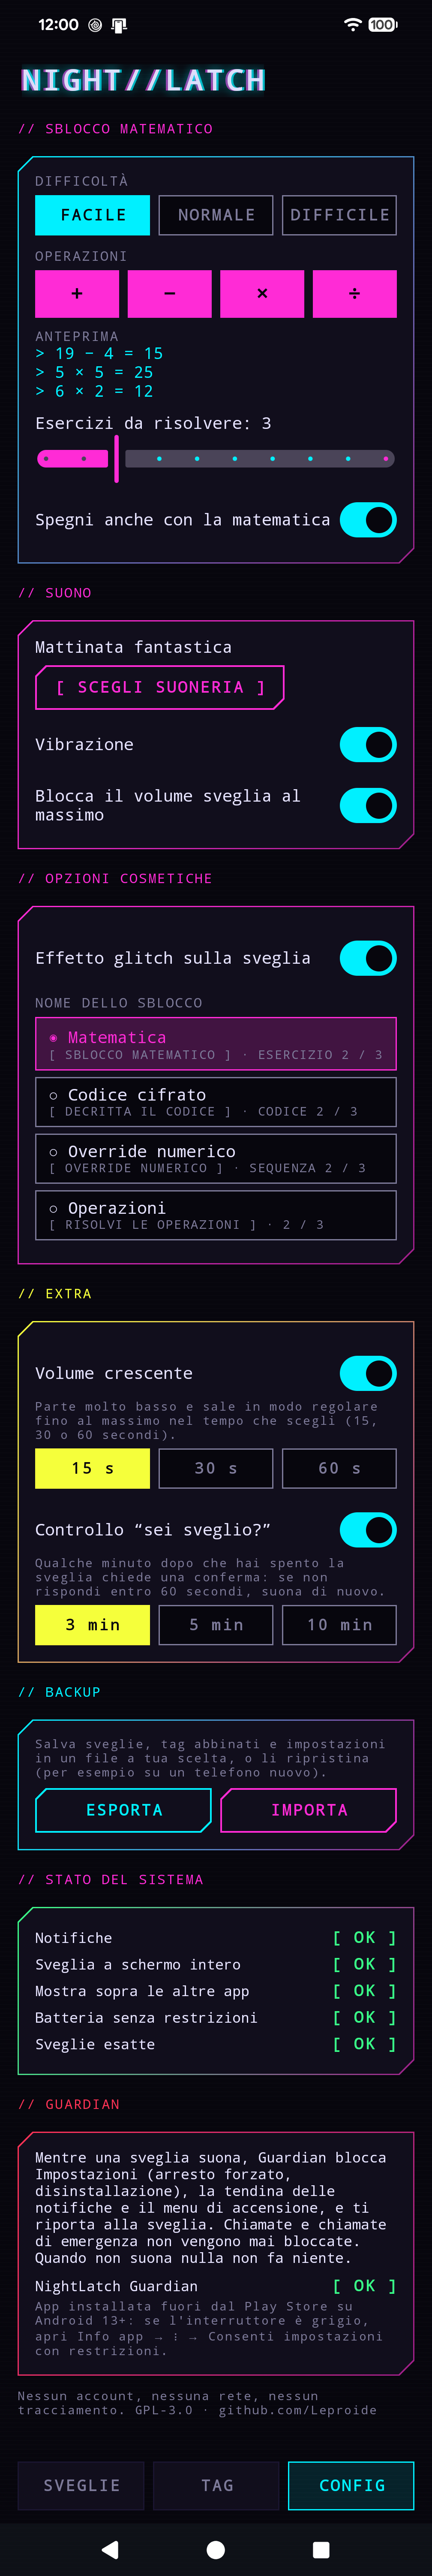 12:00
100
NIGHT//LATCH
// SBLOCCO MATEMATICO
DIFFICOLTÀ
FACILE NORMALE DIFFICILE
OPERAZIONI
+ − × ÷
ANTEPRIMA
> 19 − 4 = 15
> 5 × 5 = 25
> 6 × 2 = 12
Esercizi da risolvere: 3
Spegni anche con la matematica
// SUONO
Mattinata fantastica
[ SCEGLI SUONERIA ]
Vibrazione
Blocca il volume sveglia al
massimo
// OPZIONI COSMETICHE
Effetto glitch sulla sveglia
NOME DELLO SBLOCCO
◉ Matematica
[ SBLOCCO MATEMATICO ] · ESERCIZIO 2 / 3
○ Codice cifrato
[ DECRITTA IL CODICE ] · CODICE 2 / 3
○ Override numerico
[ OVERRIDE NUMERICO ] · SEQUENZA 2 / 3
○ Operazioni
[ RISOLVI LE OPERAZIONI ] · 2 / 3
// EXTRA
Volume crescente
Parte molto basso e sale in modo regolare
fino al massimo nel tempo che scegli (15,
30 o 60 secondi).
15 s 30 s 60 s
Controllo “sei sveglio?”
Qualche minuto dopo che hai spento la
sveglia chiede una conferma: se non
rispondi entro 60 secondi, suona di nuovo.
3 min 5 min 10 min
// BACKUP
Salva sveglie, tag abbinati e impostazioni
in un file a tua scelta, o li ripristina
(per esempio su un telefono nuovo).
ESPORTA IMPORTA
// STATO DEL SISTEMA
Notifiche [ OK ]
Sveglia a schermo intero [ OK ]
Mostra sopra le altre app [ OK ]
Batteria senza restrizioni [ OK ]
Sveglie esatte [ OK ]
// GUARDIAN
Mentre una sveglia suona, Guardian blocca
Impostazioni (arresto forzato,
disinstallazione), la tendina delle
notifiche e il menu di accensione, e ti
riporta alla sveglia. Chiamate e chiamate
di emergenza non vengono mai bloccate.
Quando non suona nulla non fa niente.
NightLatch Guardian [ OK ]
App installata fuori dal Play Store su
Android 13+: se l'interruttore è grigio,
apri Info app → ⋮ → Consenti impostazioni
con restrizioni.
Nessun account, nessuna rete, nessun
tracciamento. GPL-3.0 · github.com/Leproide
SVEGLIE TAG CONFIG